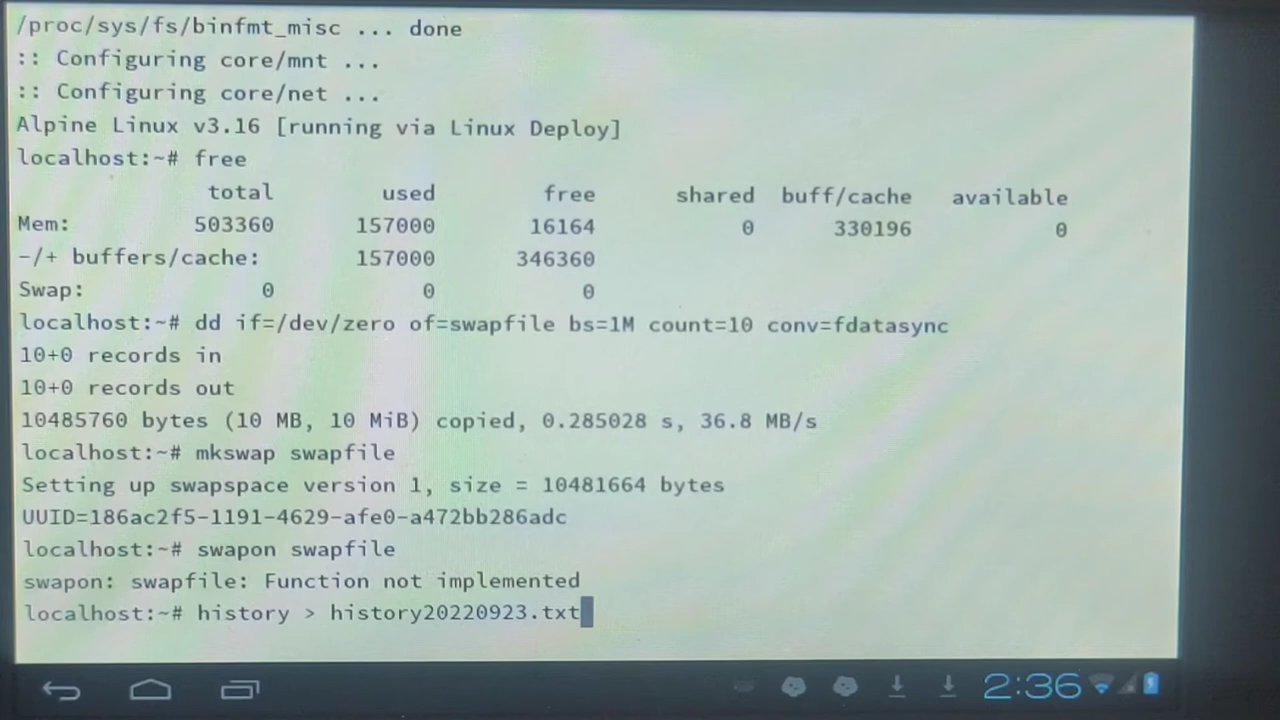 /proc/sys/fs/binfmt_misc ... done
:: Configuring core/mnt ...
:: Configuring core/net ...
Alpine Linux v3.16 [running via Linux Deploy]
localhost:~# free
total used free shared buff/cache available
Mem: 503360 157000 16164 0 330196 0
-/+ buffers/cache: 157000 346360
Swap: 0 0 0
localhost:~# dd if=/dev/zero of=swapfile bs=1M count=10 conv=fdatasync
10+0 records in
10+0 records out
10485760 bytes (10 MB, 10 MiB) copied, 0.285028 s, 36.8 MB/s
localhost:~# mkswap swapfile
Setting up swapspace version 1, size = 10481664 bytes
UUID=186ac2f5-1191-4629-afe0-a472bb286adc
localhost:~# swapon swapfile
swapon: swapfile: Function not implemented
localhost:~# history > history20220923.txt
2:36